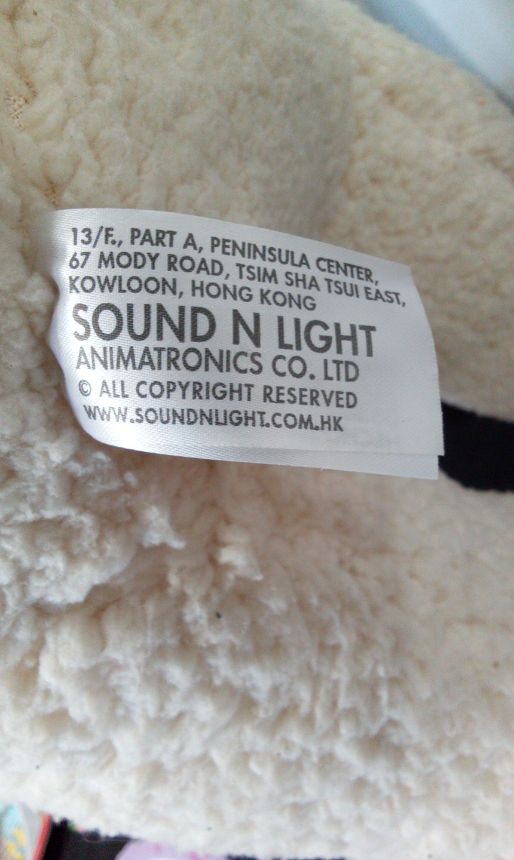 13/F., PART A, PENINSULA CENTER,
67 MODY ROAD, TSIM SHA TSUI EAST,
KOWLOON, HONG KONG
SOUND N LIGHT
ANIMATRONICS CO. LTD
© ALL COPYRIGHT RESERVED
WWW.SOUNDNLIGHT.COM.HK